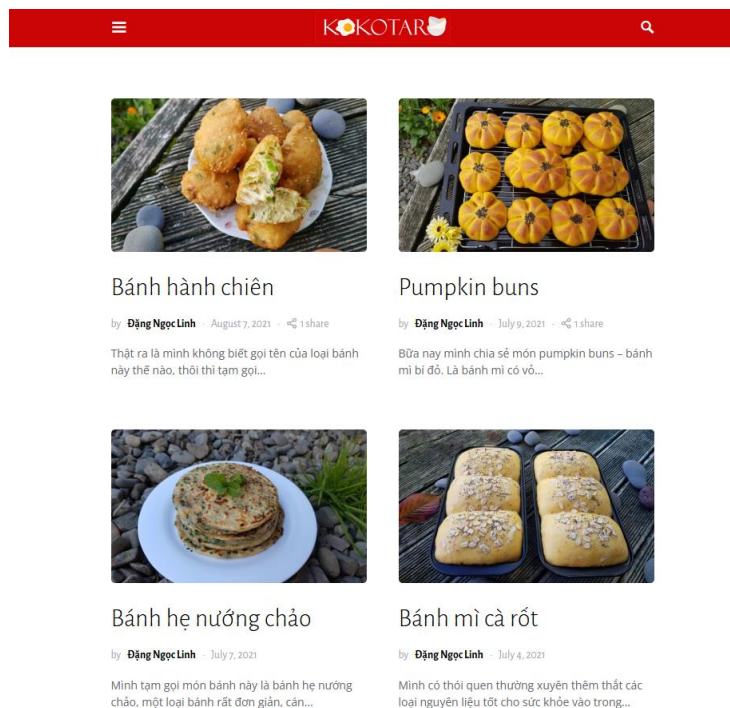 KOKOTARU
Bánh hành chiên
by Đặng Ngọc Linh · August 7, 2021 · 1 share
Thật ra là mình không biết gọi tên của loại bánh
này thế nào, thôi thì tạm gọi...
Pumpkin buns
by Đặng Ngọc Linh · July 9, 2021 · 1 share
Bữa nay mình chia sẻ món pumpkin buns – bánh
mì bí đỏ. Là bánh mì có vỏ...
Bánh hẹ nướng chảo
by Đặng Ngọc Linh · July 7, 2021
Mình tạm gọi món bánh này là bánh hẹ nướng
chảo, một loại bánh rất đơn giản, cán...
Bánh mì cà rốt
by Đặng Ngọc Linh · July 4, 2021
Mình có thói quen thường xuyên thêm thắt các
loại nguyên liệu tốt cho sức khỏe vào trong...